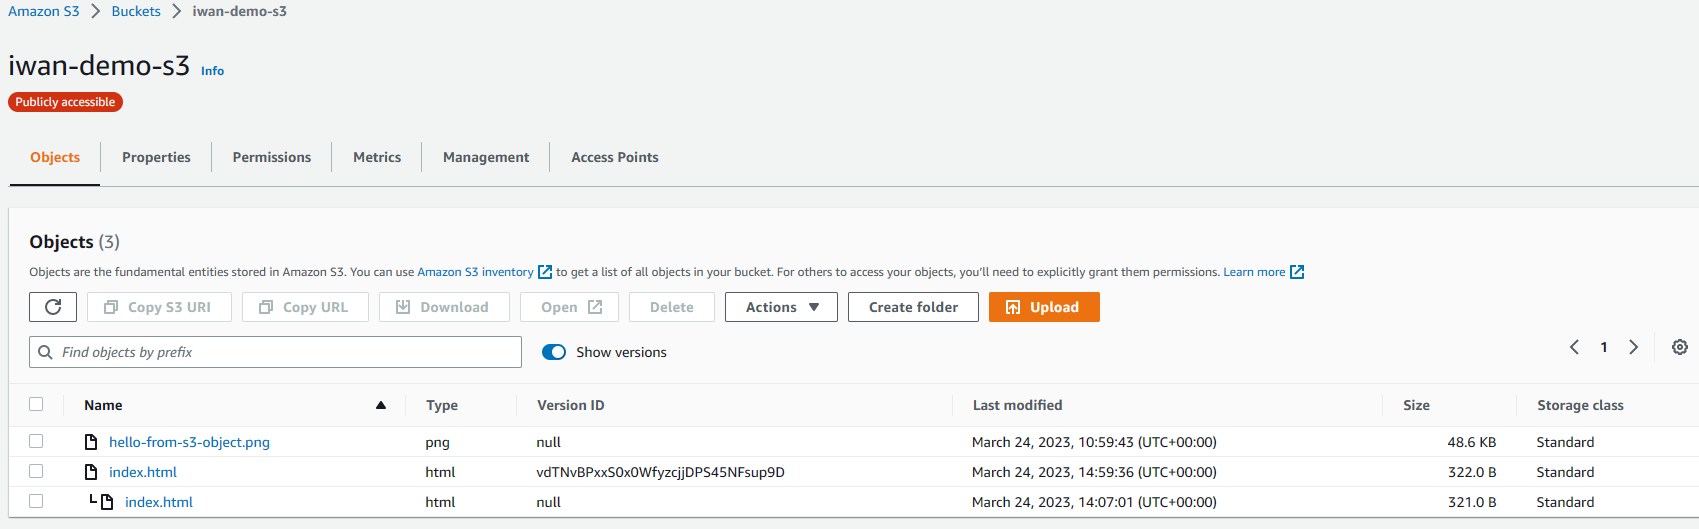 Amazon S3 > Buckets > iwan-demo-s3
iwan-demo-s3 Info
Publicly accessible
Objects Properties Permissions Metrics Management Access Points
Objects (3)
Objects are the fundamental entities stored in Amazon S3. You can use Amazon S3 inventory to get a list of all objects in your bucket. For others to access your objects, you'll need to explicitly grant them permissions. Learn more
Copy S3 URI Copy URL Download Open Delete Actions Create folder Upload
Find objects by prefix Show versions 1
Name Type Version ID Last modified Size Storage class
hello-from-s3-object.png png null March 24, 2023, 10:59:43 (UTC+00:00) 48.6 KB Standard
index.html html vdTNvBPxxS0x0WfyzcjjDPS45NFsup9D March 24, 2023, 14:59:36 (UTC+00:00) 322.0 B Standard
index.html html null March 24, 2023, 14:07:01 (UTC+00:00) 321.0 B Standard